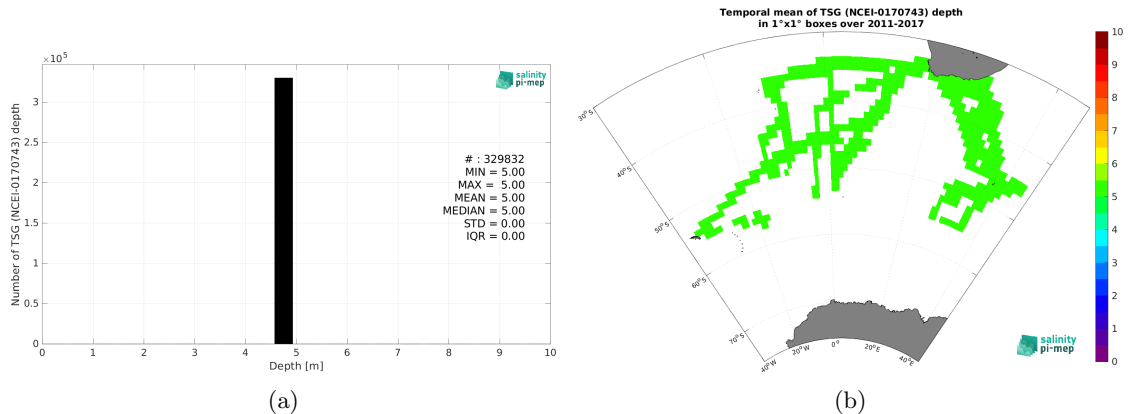 ×10⁵
3
2.5
2
1.5
1
0.5
0
Number of TSG (NCEI-0170743) depth
0 1 2 3 4 5 6 7 8 9 10
Depth [m]
salinity
pi-mep
# : 329832
MIN = 5.00
MAX = 5.00
MEAN = 5.00
MEDIAN = 5.00
STD = 0.00
IQR = 0.00
(a)
Temporal mean of TSG (NCEI-0170743) depth
in 1°x1° boxes over 2011-2017
30°S
40°S
50°S
60°S
70°S
40°W
20°W
0°
20°E
40°E
salinity
pi-mep
10
9
8
7
6
5
4
3
2
1
0
(b)